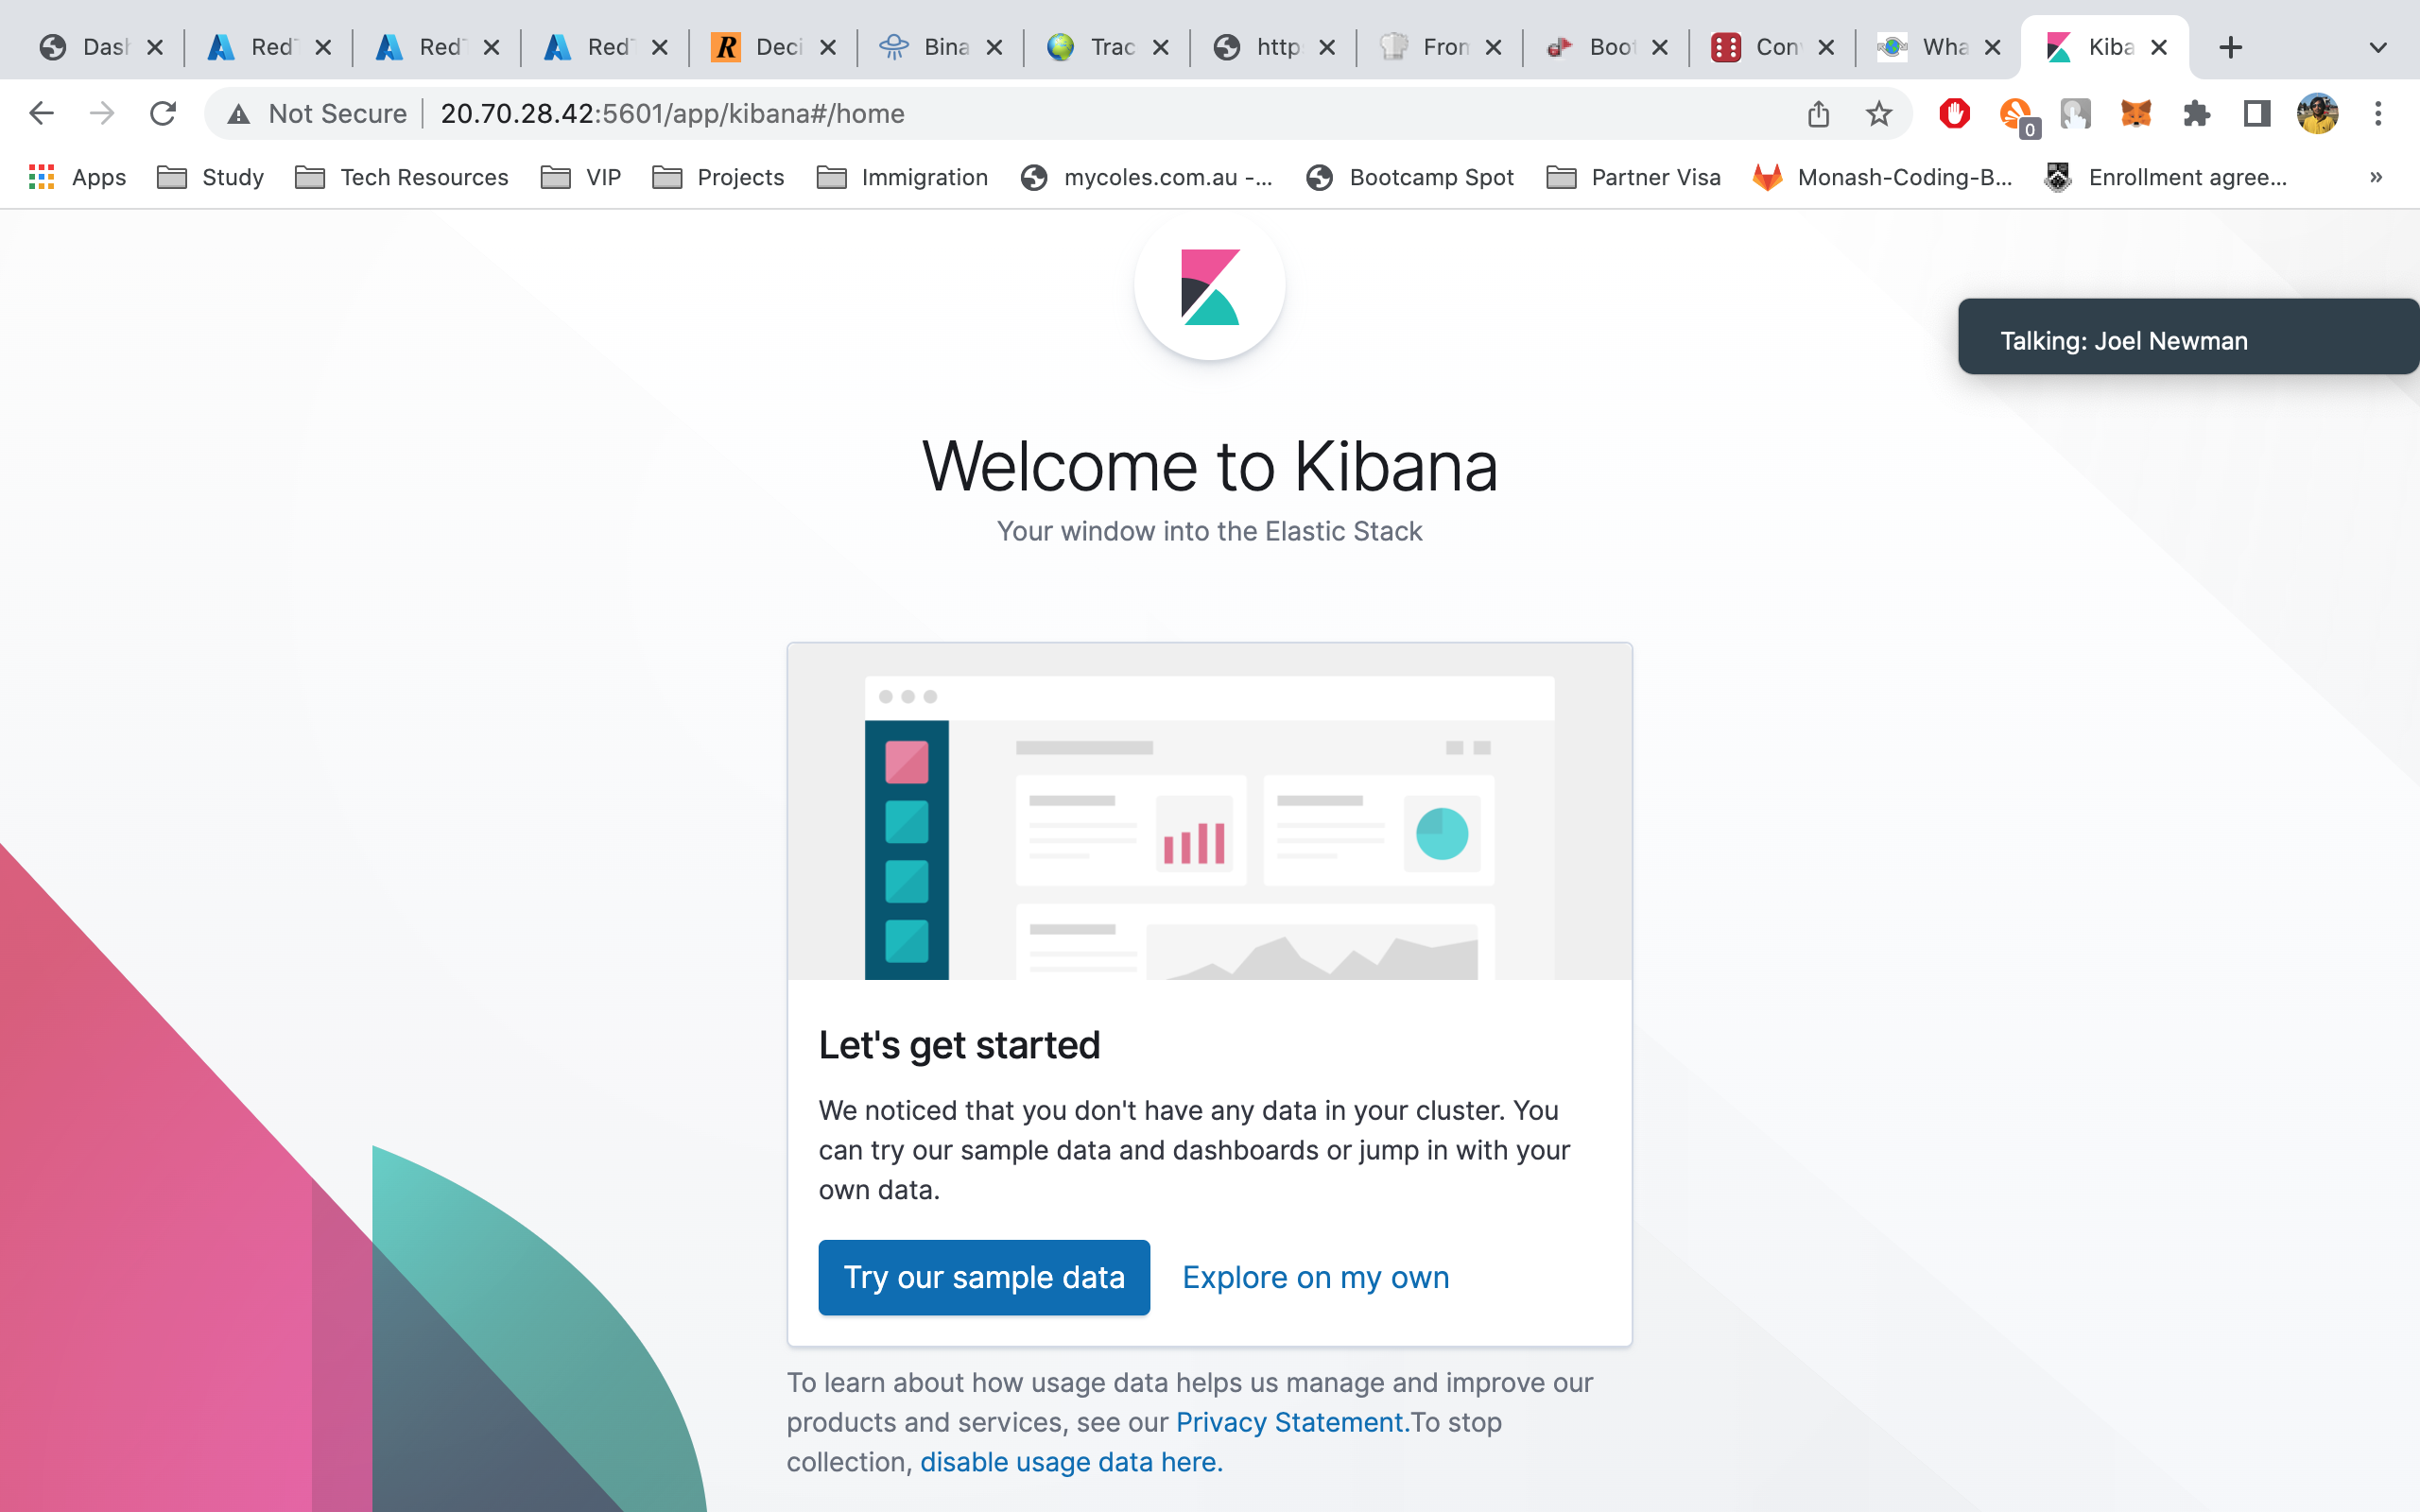 Dash
RedT
RedT
RedT
R
Deci
Bina
Trac
http
Fron
Boot
Con
Wha
Kiba
Not Secure
20.70.28.42:5601/app/kibana#/home
0
Apps
Study
Tech Resources
VIP
Projects
Immigration
mycoles.com.au -...
Bootcamp Spot
Partner Visa
Monash-Coding-B...
Enrollment agree...
»
Talking: Joel Newman
Welcome to Kibana
Your window into the Elastic Stack
Let's get started
We noticed that you don't have any data in your cluster. You
can try our sample data and dashboards or jump in with your
own data.
Try our sample data
Explore on my own
To learn about how usage data helps us manage and improve our
products and services, see our Privacy Statement.To stop
collection, disable usage data here.